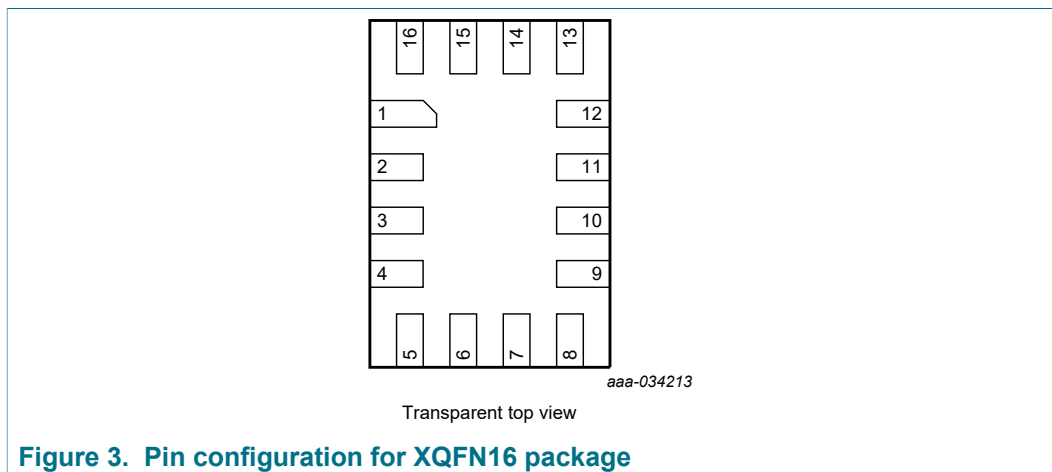 16 15 14 13
1 12
2 11
3 10
4 9
5 6 7 8
aaa-034213
Transparent top view
Figure 3. Pin configuration for XQFN16 package